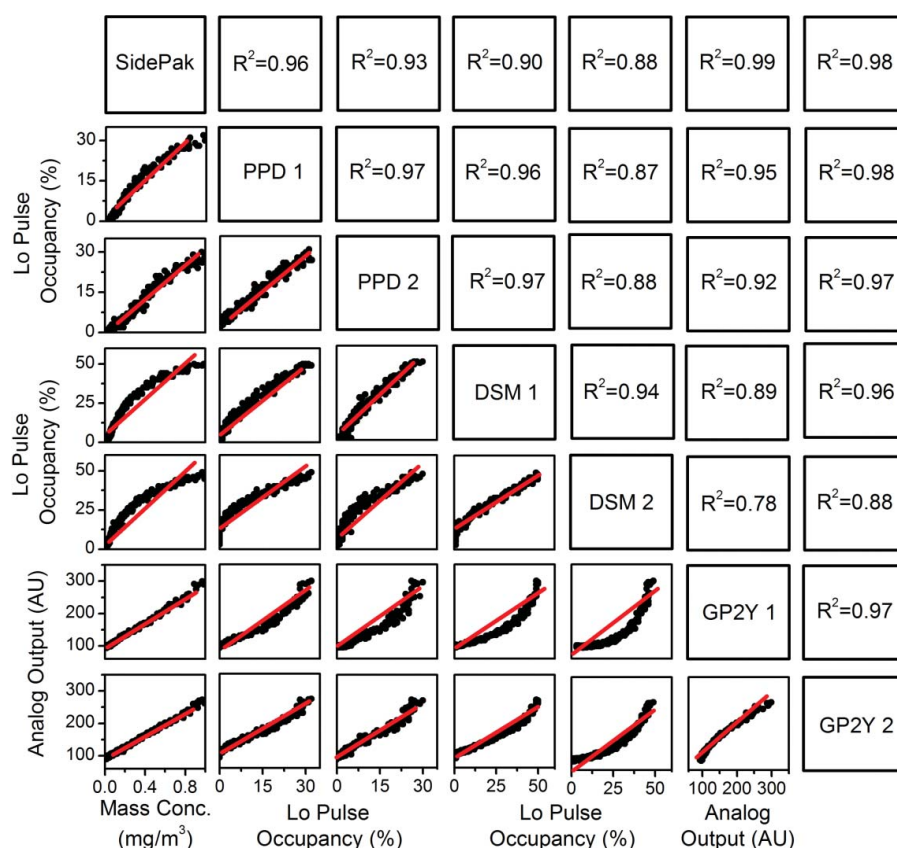 SidePak
R²=0.96
R²=0.93
R²=0.90
R²=0.88
R²=0.99
R²=0.98
Lo Pulse
Occupancy (%)
30
15
0
PPD 1
R²=0.97
R²=0.96
R²=0.87
R²=0.95
R²=0.98
30
15
0
PPD 2
R²=0.97
R²=0.88
R²=0.92
R²=0.97
Lo Pulse
Occupancy (%)
50
25
0
DSM 1
R²=0.94
R²=0.89
R²=0.96
50
25
0
DSM 2
R²=0.78
R²=0.88
Analog Output (AU)
300
200
100
GP2Y 1
R²=0.97
300
200
100
GP2Y 2
0.0 0.4 0.8
0 15 30
0 15 30
0 25 50
0 25 50
100 200 300
Mass Conc.
(mg/m³)
Lo Pulse
Occupancy (%)
Lo Pulse
Occupancy (%)
Analog
Output (AU)